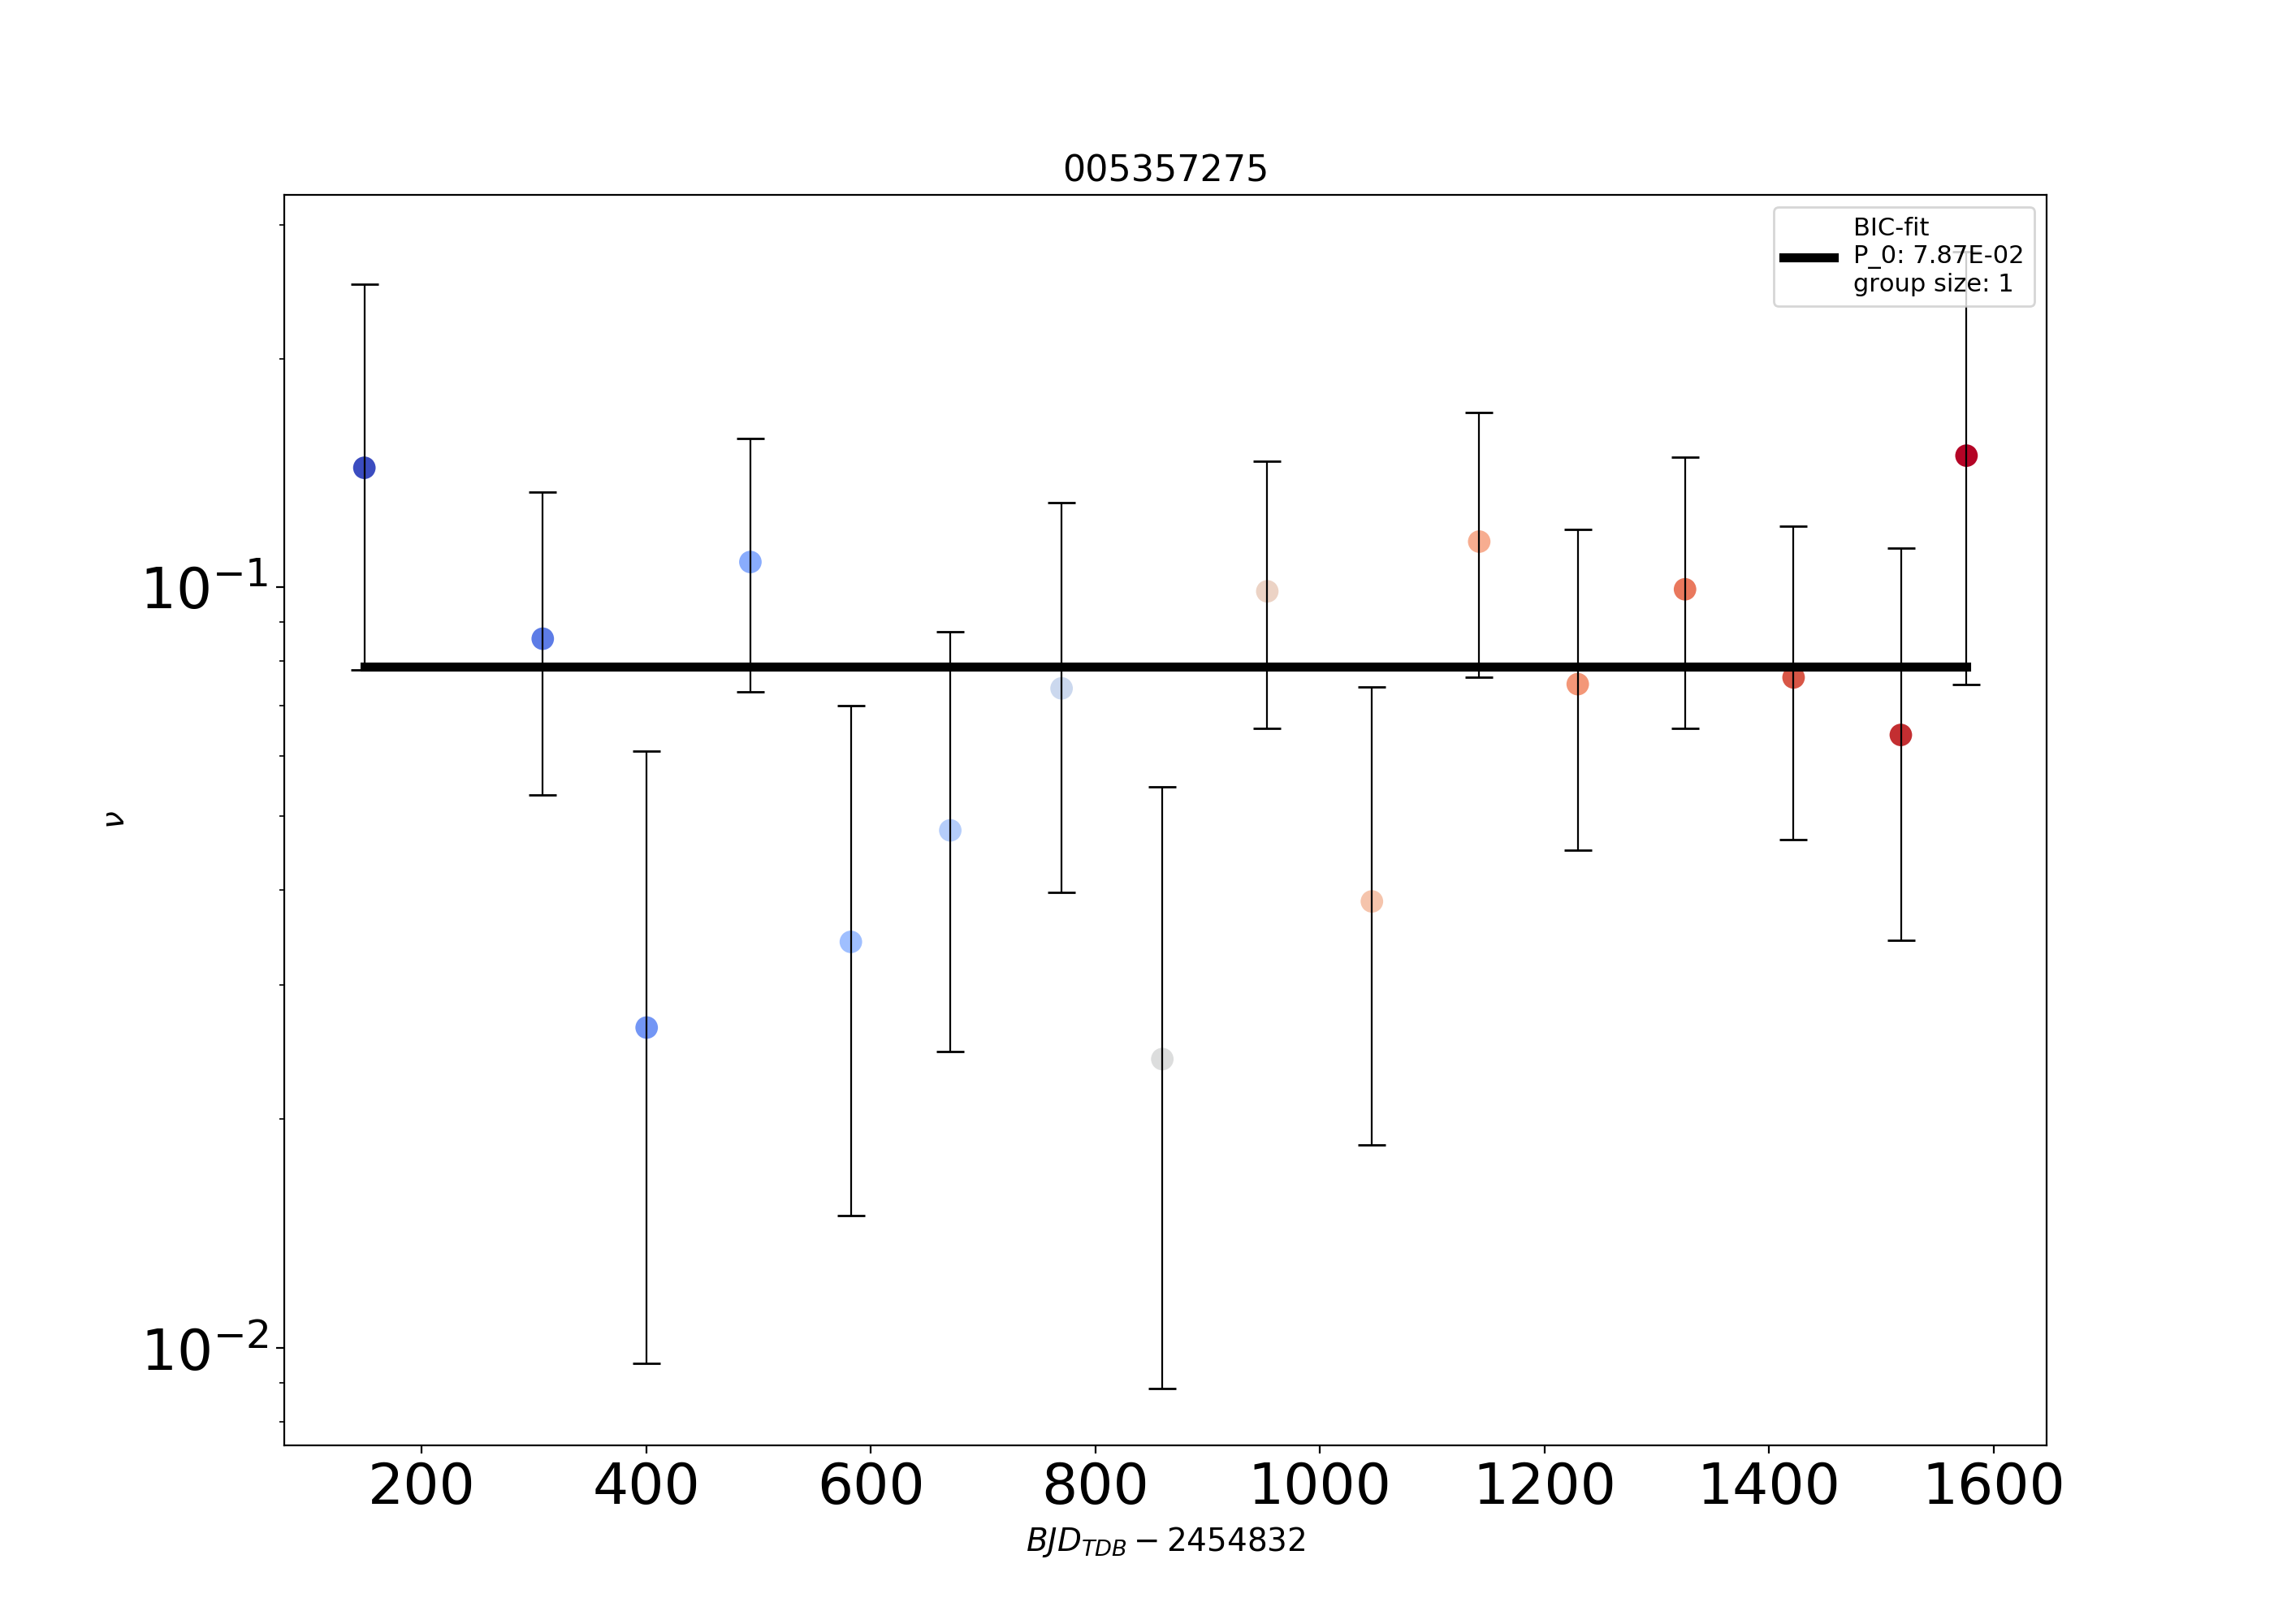 005357275
BIC-fit
P_0: 7.87E-02
group size: 1
10⁻¹
10⁻²
ν
200 400 600 800 1000 1200 1400 1600
BJD_TDB − 2454832